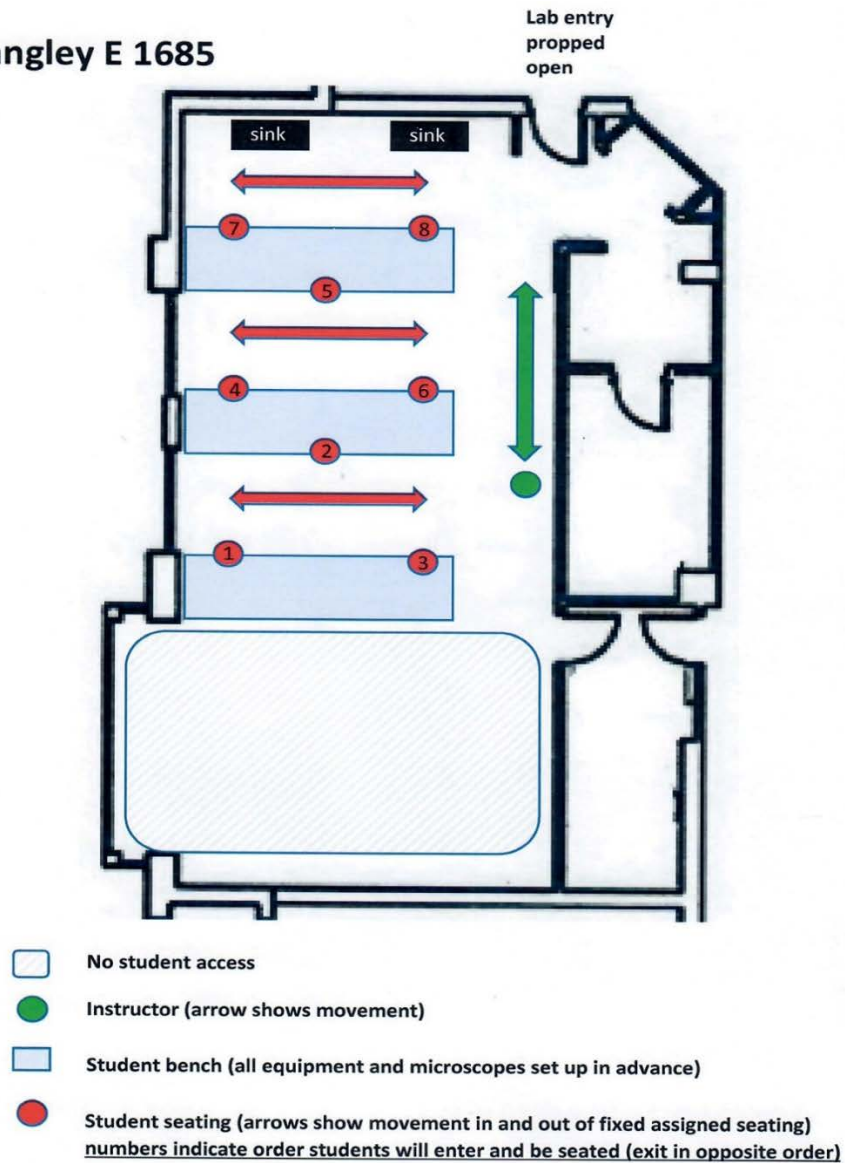 Lab entry
propped
open
ngley E 1685
sink
sink
7
8
5
4
6
2
1
3
No student access
Instructor (arrow shows movement)
Student bench (all equipment and microscopes set up in advance)
Student seating (arrows show movement in and out of fixed assigned seating)
numbers indicate order students will enter and be seated (exit in opposite order)